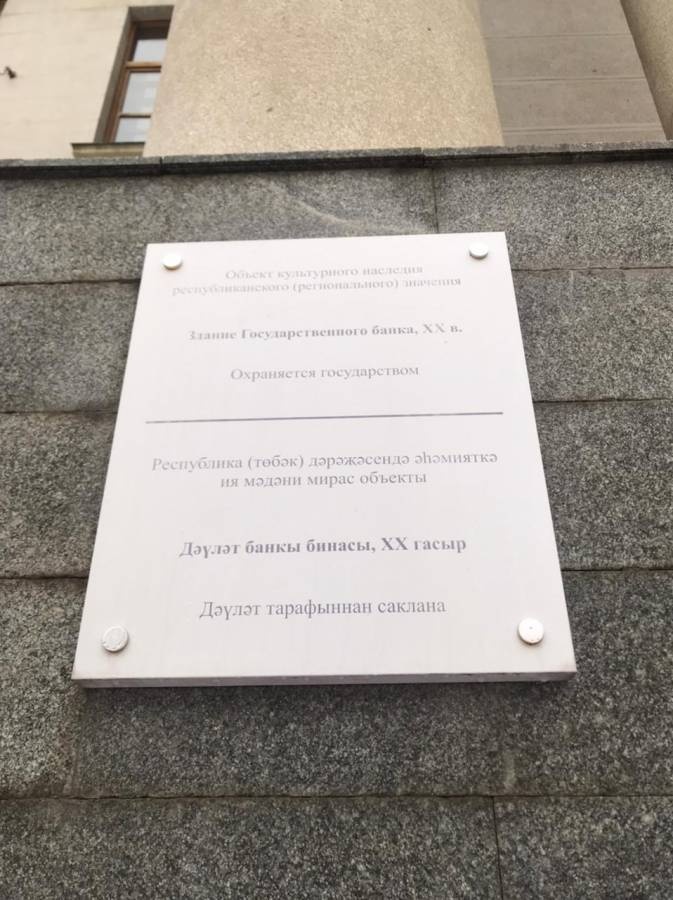 Объект культурного наследия
республиканского (регионального) значения
Здание Государственного банка, XX в.
Охраняется государством
Республика (төбәк) дәрәҗәсендә әһәмияткә
ия мәдәни мирас объекты
Дәүләт банкы бинасы, XX гасыр
Дәүләт тарафыннан саклана